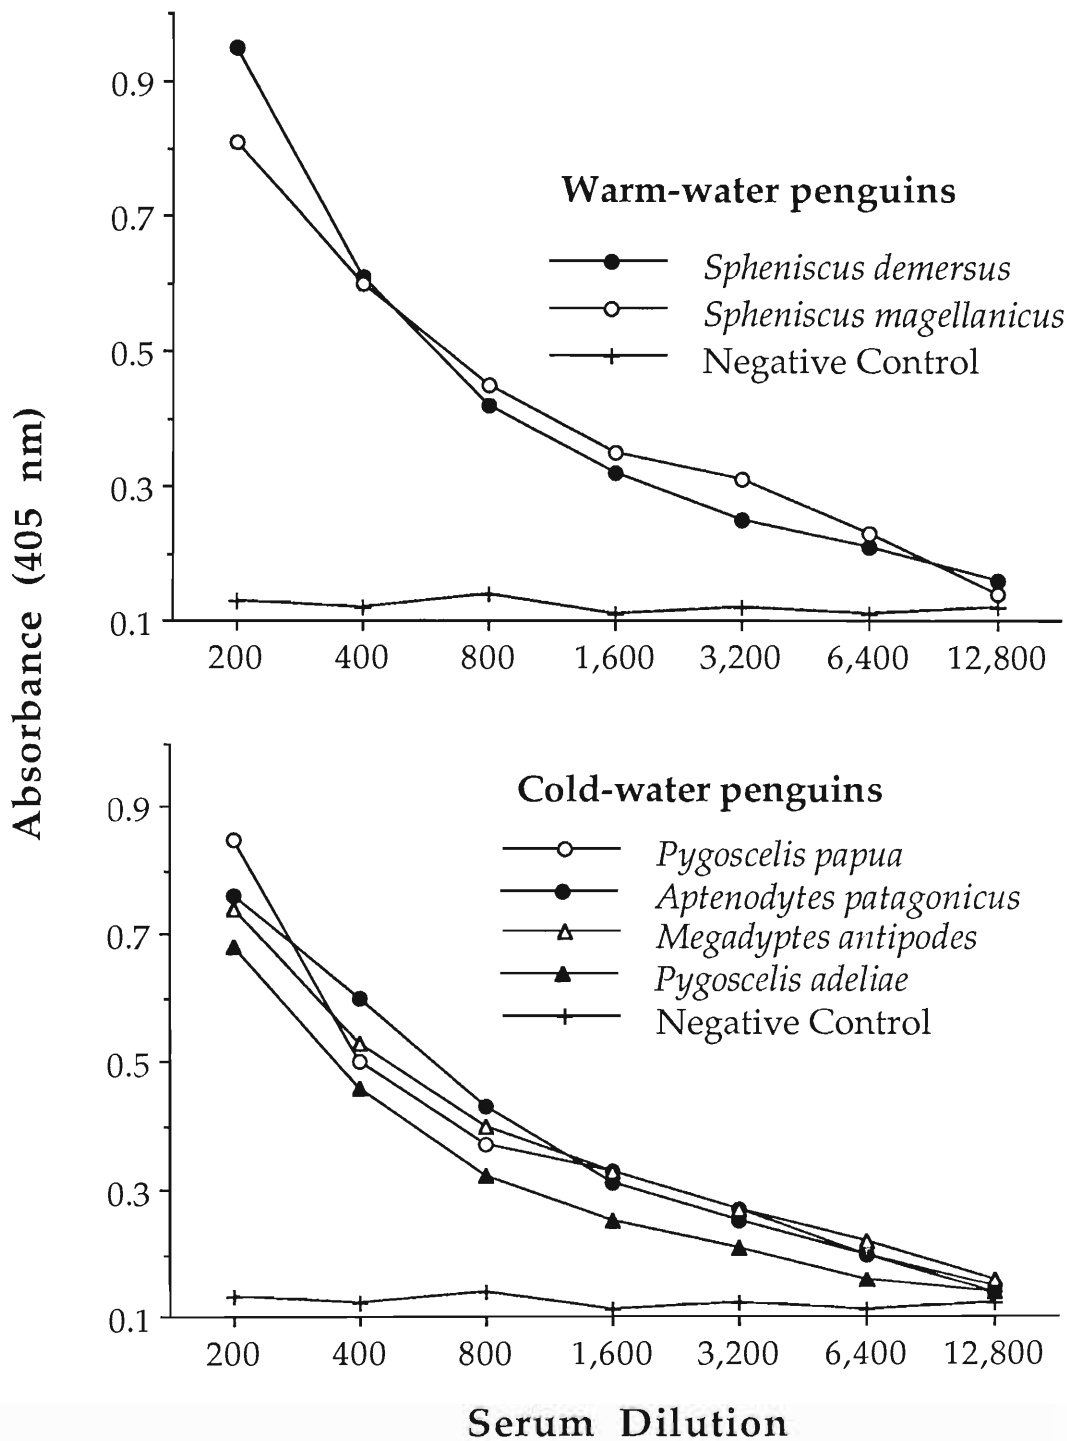 0.9
0.7
0.5
0.3
0.1
Warm-water penguins
Spheniscus demersus
Spheniscus magellanicus
Negative Control
200 400 800 1,600 3,200 6,400 12,800
Absorbance (405 nm)
0.9
0.7
0.5
0.3
0.1
Cold-water penguins
Pygoscelis papua
Aptenodytes patagonicus
Megadyptes antipodes
Pygoscelis adeliae
Negative Control
200 400 800 1,600 3,200 6,400 12,800
Serum Dilution